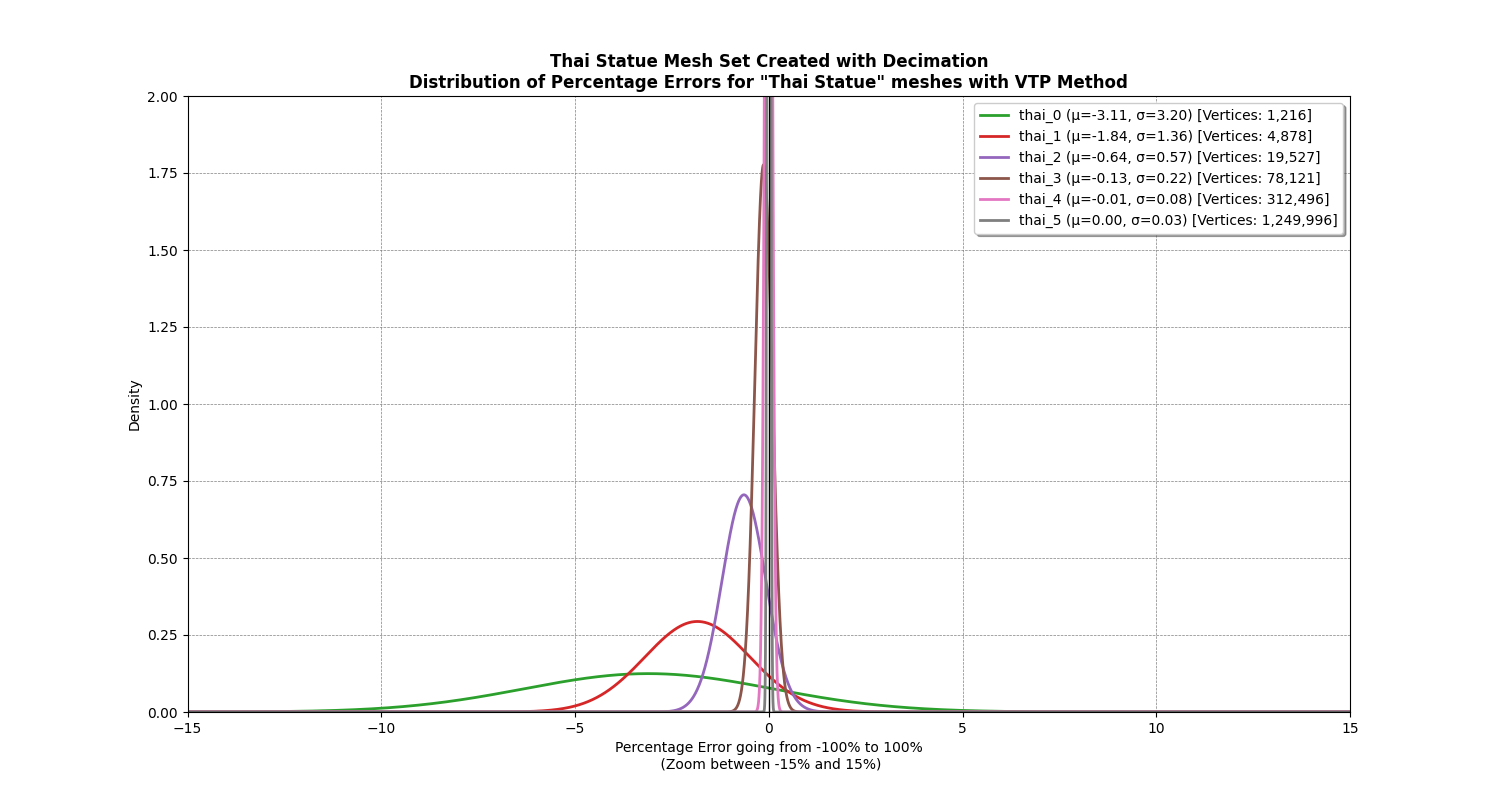 Thai Statue Mesh Set Created with Decimation
Distribution of Percentage Errors for "Thai Statue" meshes with VTP Method
2.00
1.75
1.50
1.25
1.00
0.75
0.50
0.25
0.00
Density
thai_0 (μ=-3.11, σ=3.20) [Vertices: 1,216]
thai_1 (μ=-1.84, σ=1.36) [Vertices: 4,878]
thai_2 (μ=-0.64, σ=0.57) [Vertices: 19,527]
thai_3 (μ=-0.13, σ=0.22) [Vertices: 78,121]
thai_4 (μ=-0.01, σ=0.08) [Vertices: 312,496]
thai_5 (μ=0.00, σ=0.03) [Vertices: 1,249,996]
−15 −10 −5 0 5 10 15
Percentage Error going from -100% to 100%
(Zoom between -15% and 15%)